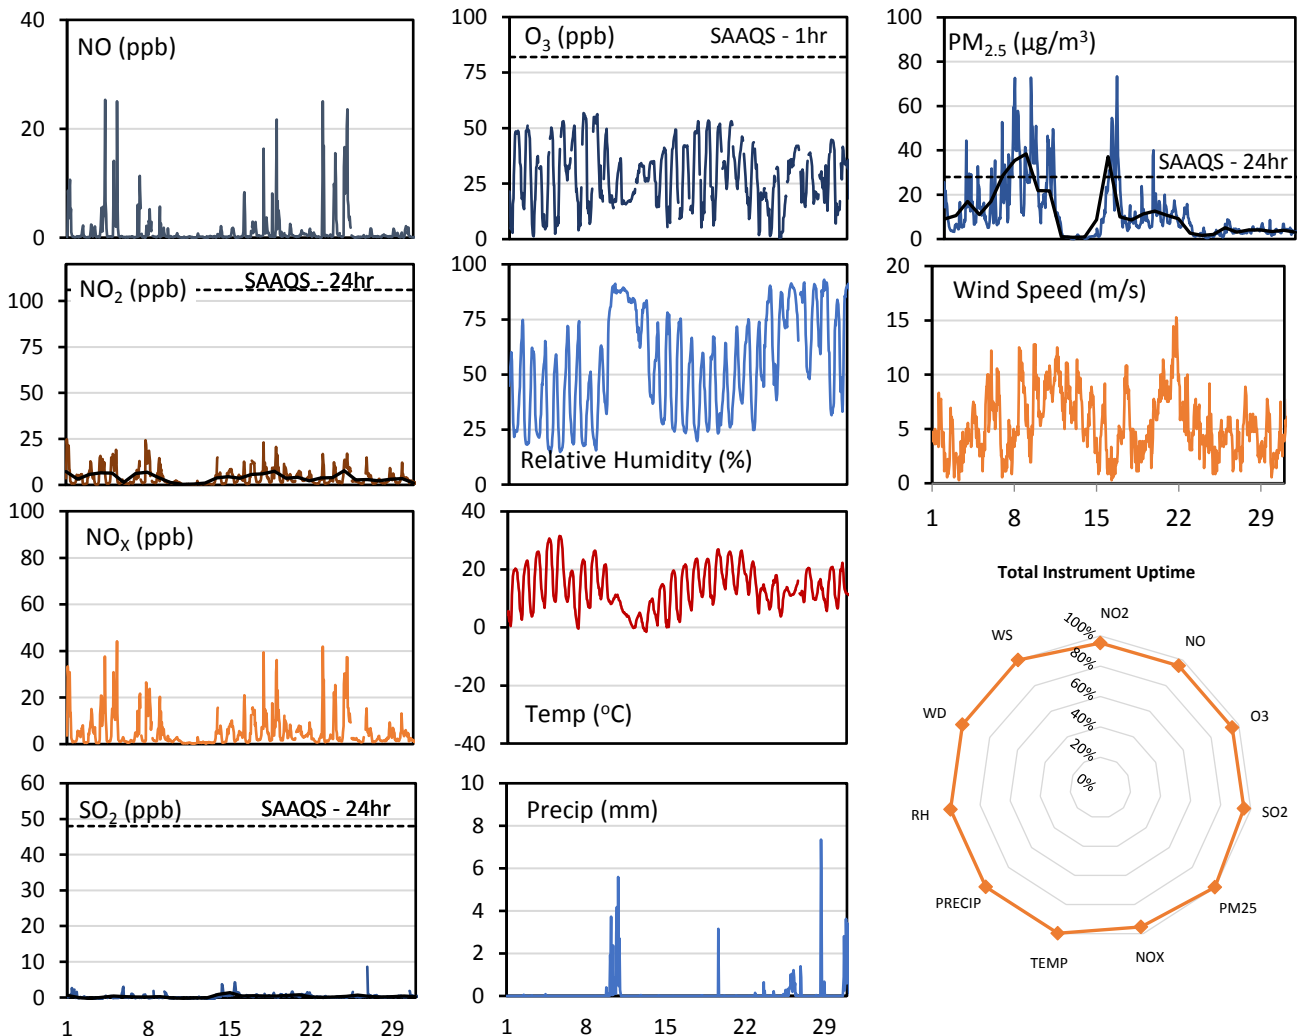 NO (ppb)
40
20
0
O₃ (ppb)
SAAQS - 1hr
100
75
50
25
0
PM₂.₅ (µg/m³)
SAAQS - 24hr
100
80
60
40
20
0
NO₂ (ppb)
SAAQS - 24hr
100
75
50
25
0
Relative Humidity (%)
100
75
50
25
0
Wind Speed (m/s)
20
15
10
5
0
1 8 15 22 29
NOX (ppb)
100
80
60
40
20
0
Temp (ᵒC)
40
20
0
-20
-40
Total Instrument Uptime
NO2
NO
O3
SO2
PM25
NOX
TEMP
PRECIP
RH
WD
WS
100%
80%
60%
40%
20%
0%
SO₂ (ppb)
SAAQS - 24hr
60
50
40
30
20
10
0
1 8 15 22 29
Precip (mm)
10
8
6
4
2
0
1 8 15 22 29